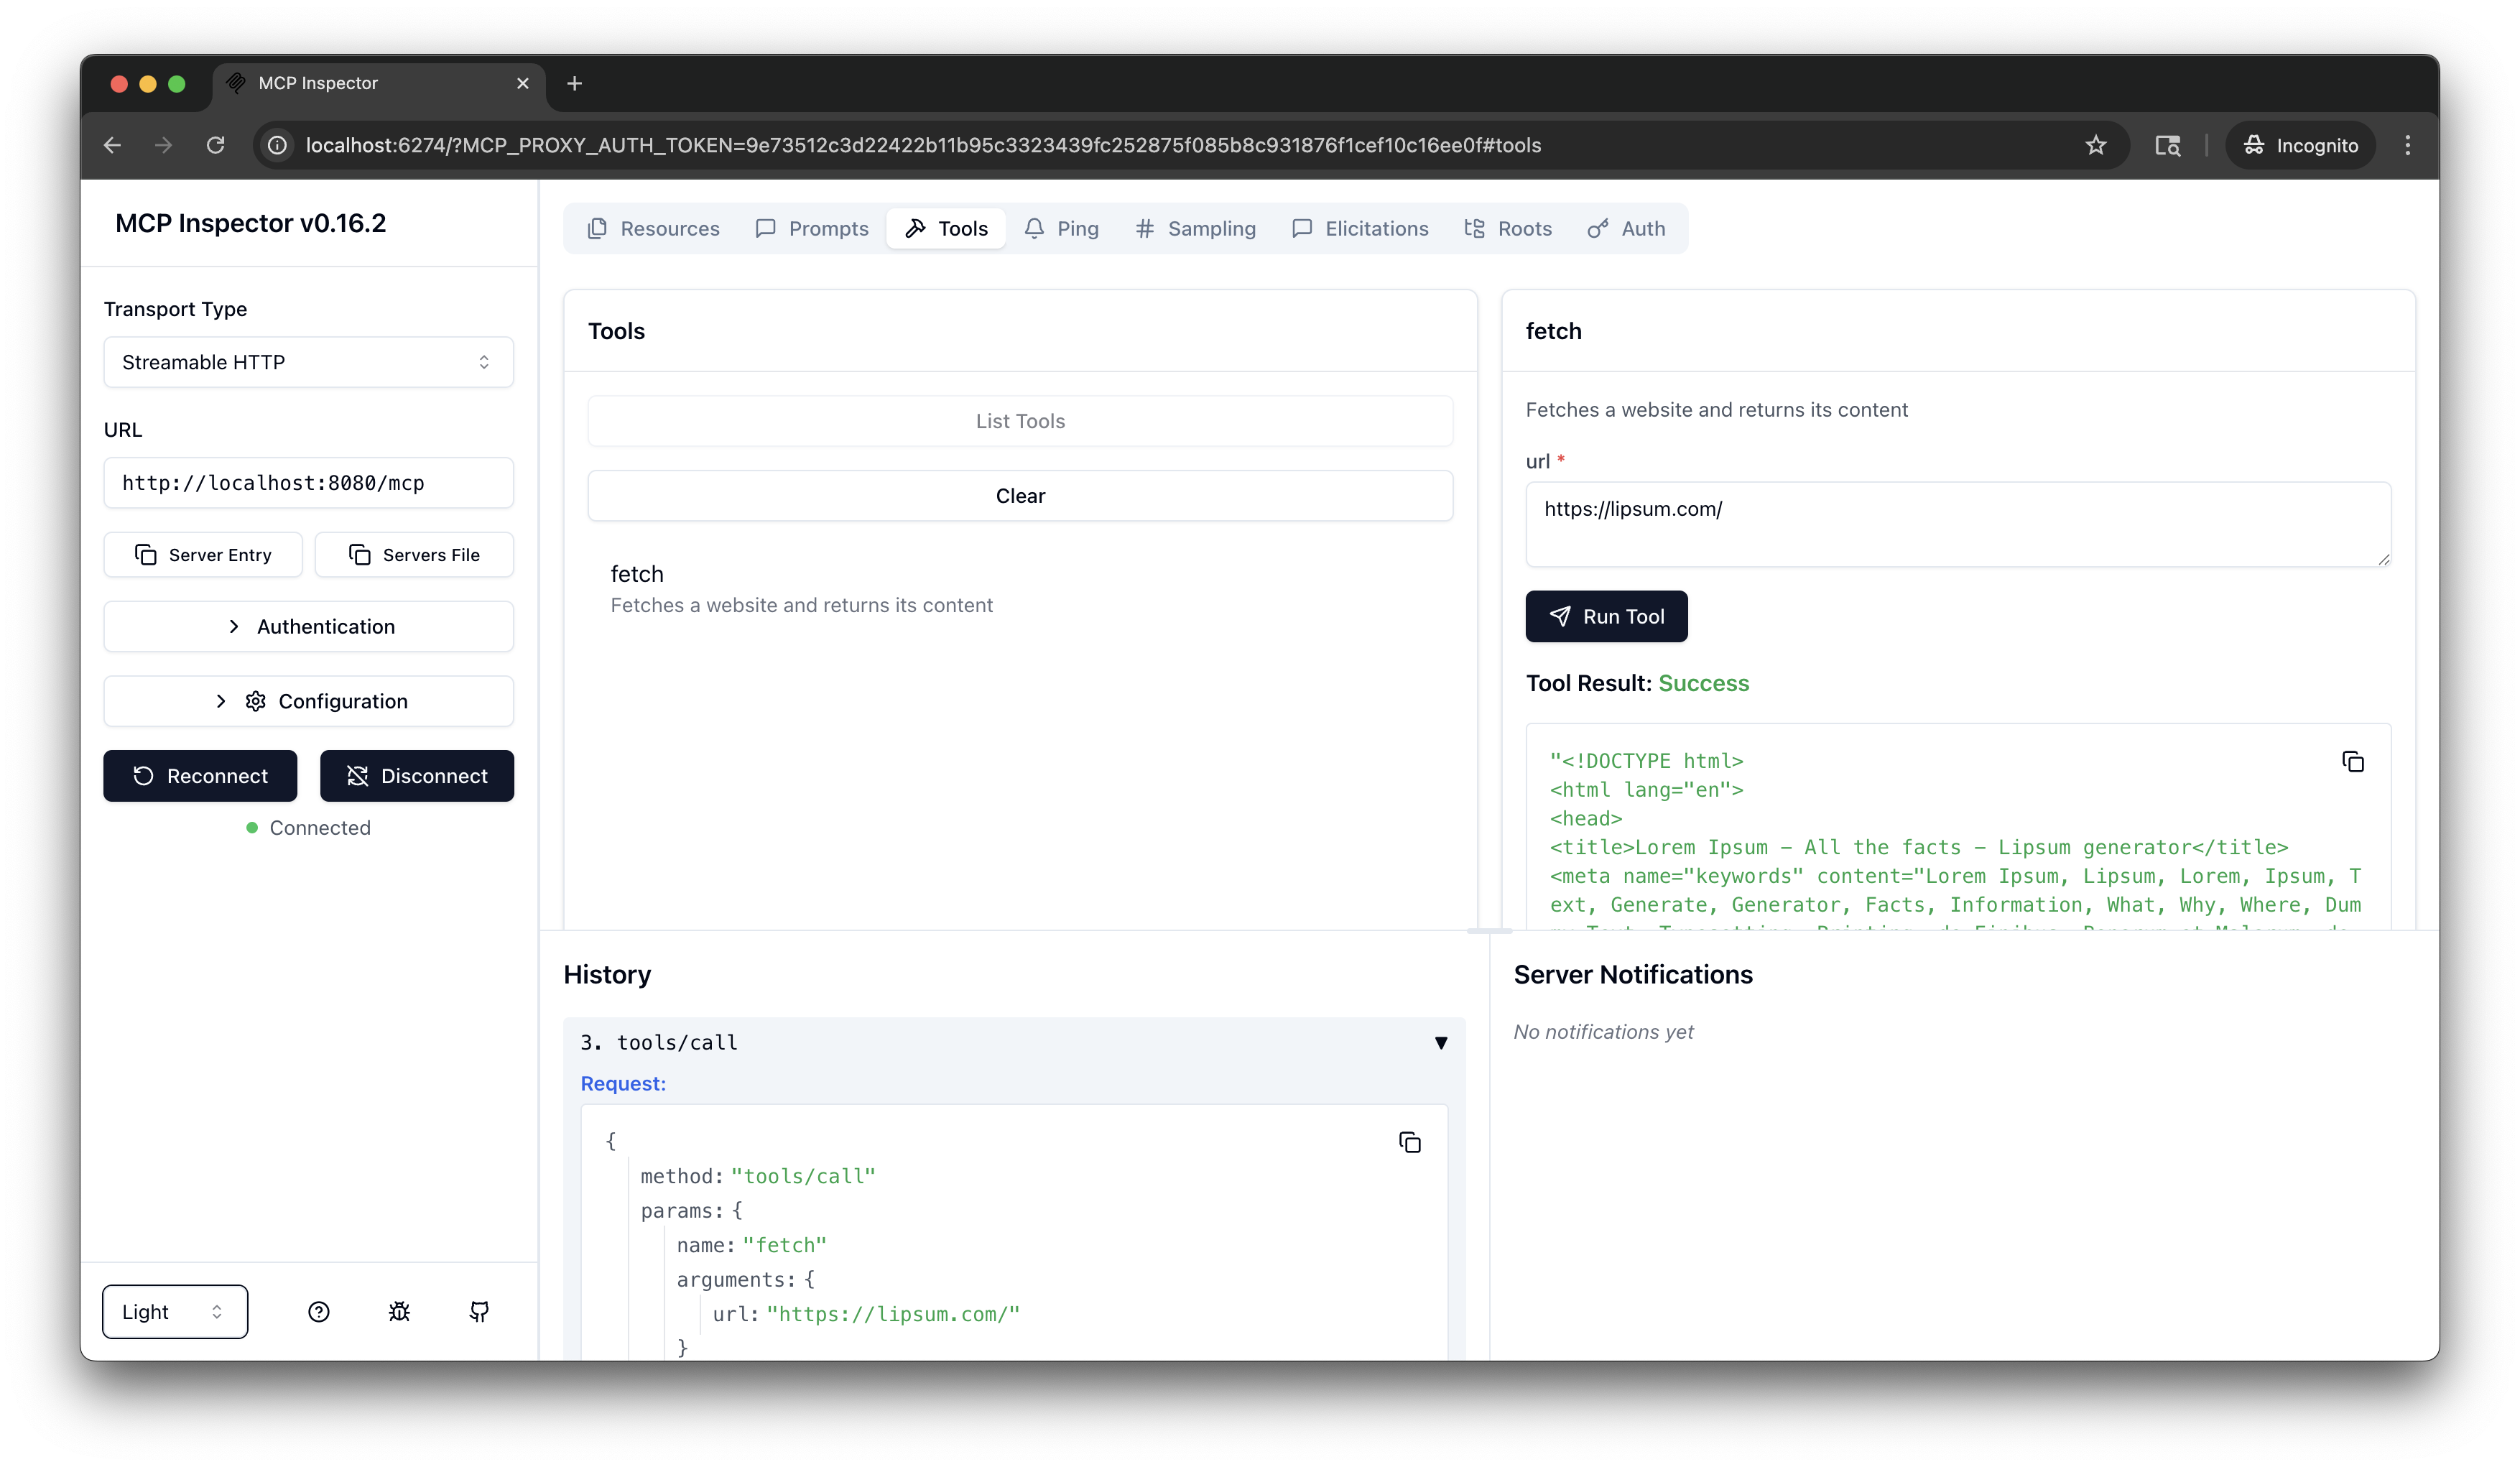 MCP Inspector
localhost:6274/?MCP_PROXY_AUTH_TOKEN=9e73512c3d22422b11b95c3323439fc252875f085b8c931876f1cef10c16ee0f#tools
Incognito
MCP Inspector v0.16.2
Transport Type
Streamable HTTP
URL
http://localhost:8080/mcp
Server Entry
Servers File
Authentication
Configuration
Reconnect
Disconnect
Connected
Light
Resources
Prompts
Tools
Ping
Sampling
Elicitations
Roots
Auth
Tools
List Tools
Clear
fetch
Fetches a website and returns its content
fetch
Fetches a website and returns its content
url *
https://lipsum.com/
Run Tool
Tool Result: Success
"<!DOCTYPE html>
<html lang="en">
<head>
<title>Lorem Ipsum – All the facts – Lipsum generator</title>
<meta name="keywords" content="Lorem Ipsum, Lipsum, Lorem, Ipsum, T
ext, Generate, Generator, Facts, Information, What, Why, Where, Dum
History
3. tools/call
Request:
{
method: "tools/call"
params: {
name: "fetch"
arguments: {
url: "https://lipsum.com/"
}
Server Notifications
No notifications yet